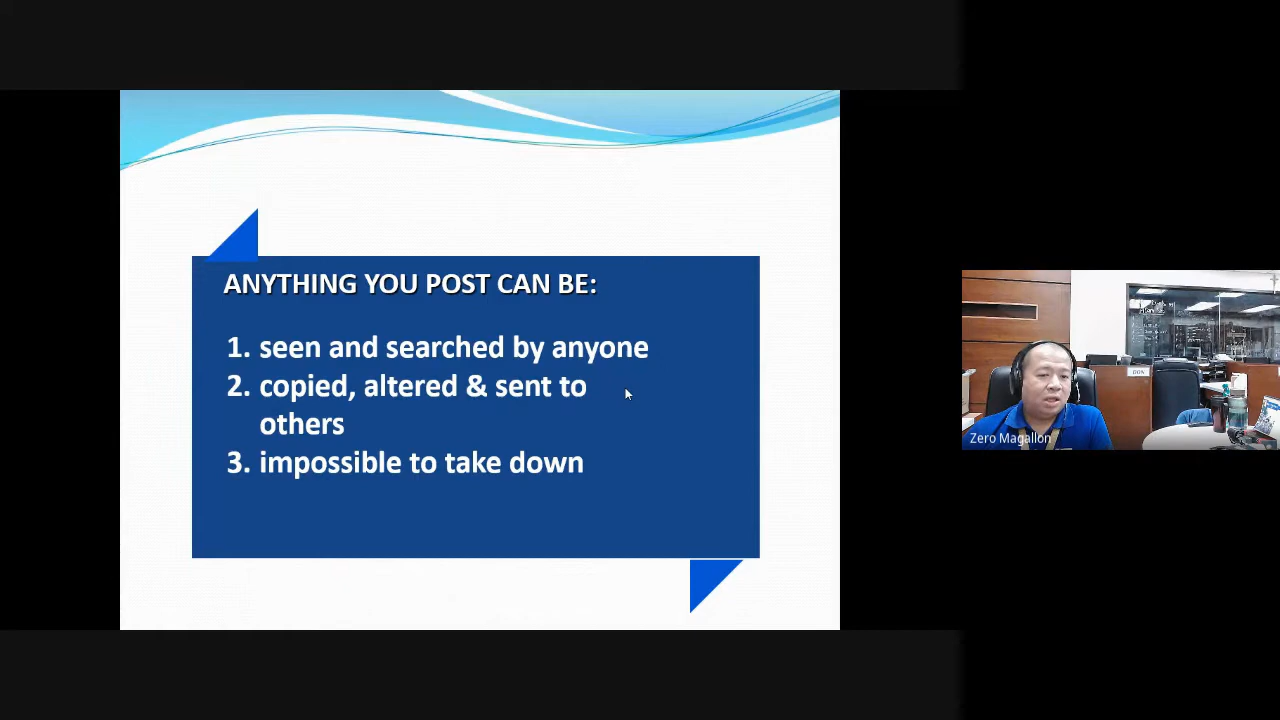 ANYTHING YOU POST CAN BE:
1. seen and searched by anyone
2. copied, altered & sent to
others
3. impossible to take down
Zero Magallon